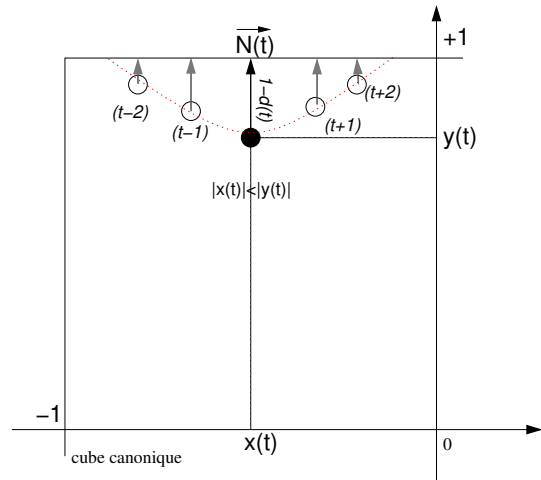 N(t)
+1
1−d(t)
(t−2)
(t−1)
(t+1)
(t+2)
y(t)
|x(t)|<|y(t)|
−1
x(t)
0
cube canonique